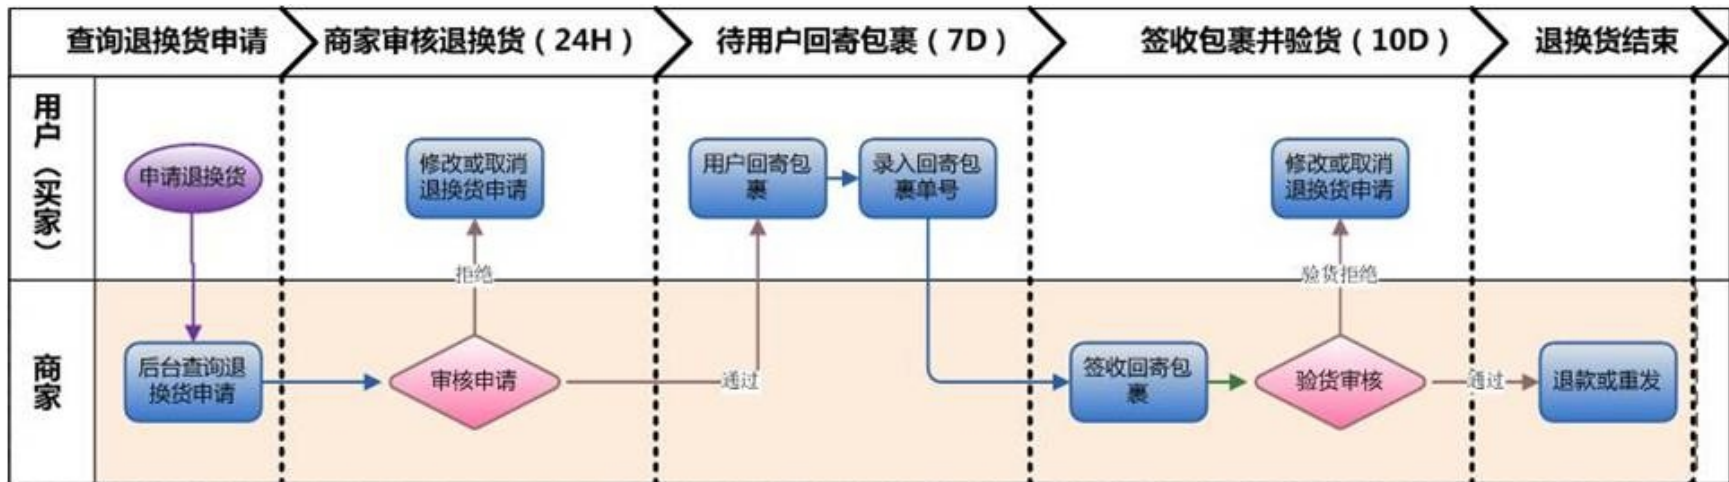 查询退换货申请
商家审核退换货（24H）
待用户回寄包裹（7D）
签收包裹并验货（10D）
退换货结束
用户（买家）
申请退换货
修改或取消
退换货申请
用户回寄包
裹
录入回寄包
裹单号
修改或取消
退换货申请
拒绝
验货拒绝
商家
后台查询退
换货申请
审核申请
通过
签收回寄包
裹
验货审核
通过
退款或重发